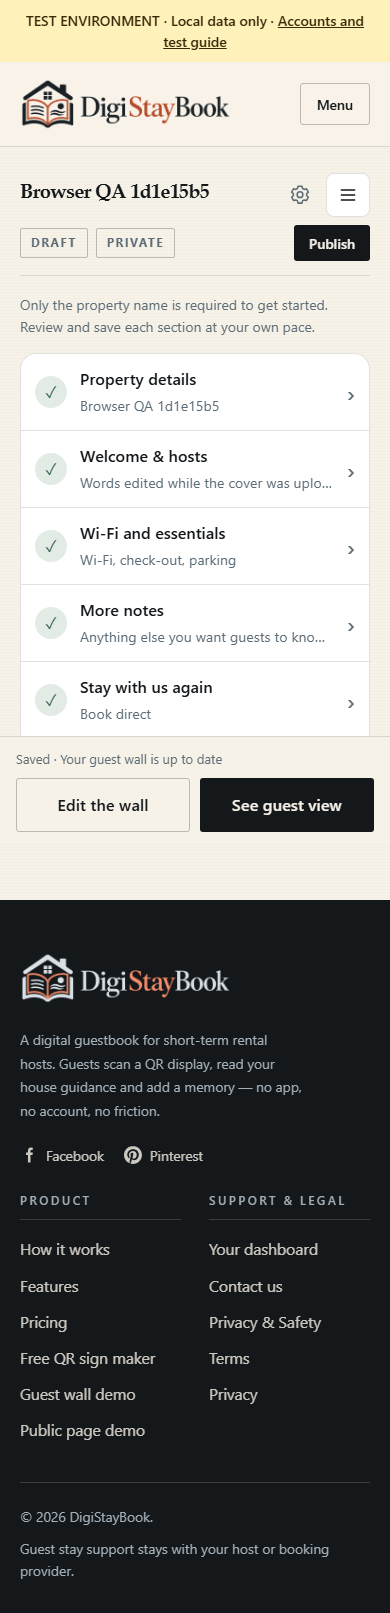 TEST ENVIRONMENT · Local data only · Accounts and
test guide
DigiStayBook
Menu
Browser QA 1d1e15b5
DRAFT
PRIVATE
Publish
Only the property name is required to get started.
Review and save each section at your own pace.
Property details
Browser QA 1d1e15b5
Welcome & hosts
Words edited while the cover was uplo...
Wi-Fi and essentials
Wi-Fi, check-out, parking
More notes
Anything else you want guests to kno...
Stay with us again
Book direct
Saved · Your guest wall is up to date
Edit the wall
See guest view
DigiStayBook
A digital guestbook for short-term rental
hosts. Guests scan a QR display, read your
house guidance and add a memory — no app,
no account, no friction.
Facebook
Pinterest
PRODUCT
How it works
Features
Pricing
Free QR sign maker
Guest wall demo
Public page demo
SUPPORT & LEGAL
Your dashboard
Contact us
Privacy & Safety
Terms
Privacy
© 2026 DigiStayBook.
Guest stay support stays with your host or booking
provider.